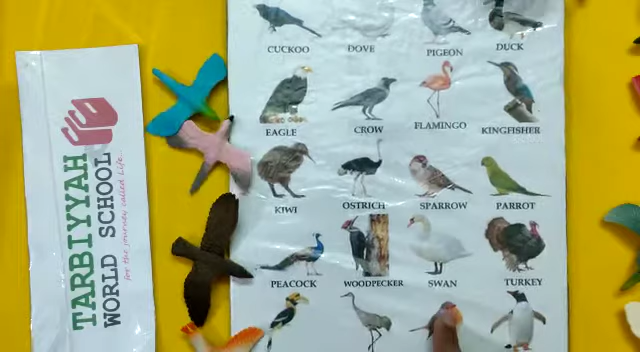 CUCKOO DOVE PIGEON DUCK
EAGLE CROW FLAMINGO KINGFISHER
KIWI OSTRICH SPARROW PARROT
PEACOCK WOODPECKER SWAN TURKEY
TARBIYYAH
WORLD SCHOOL
for the journey called Life..